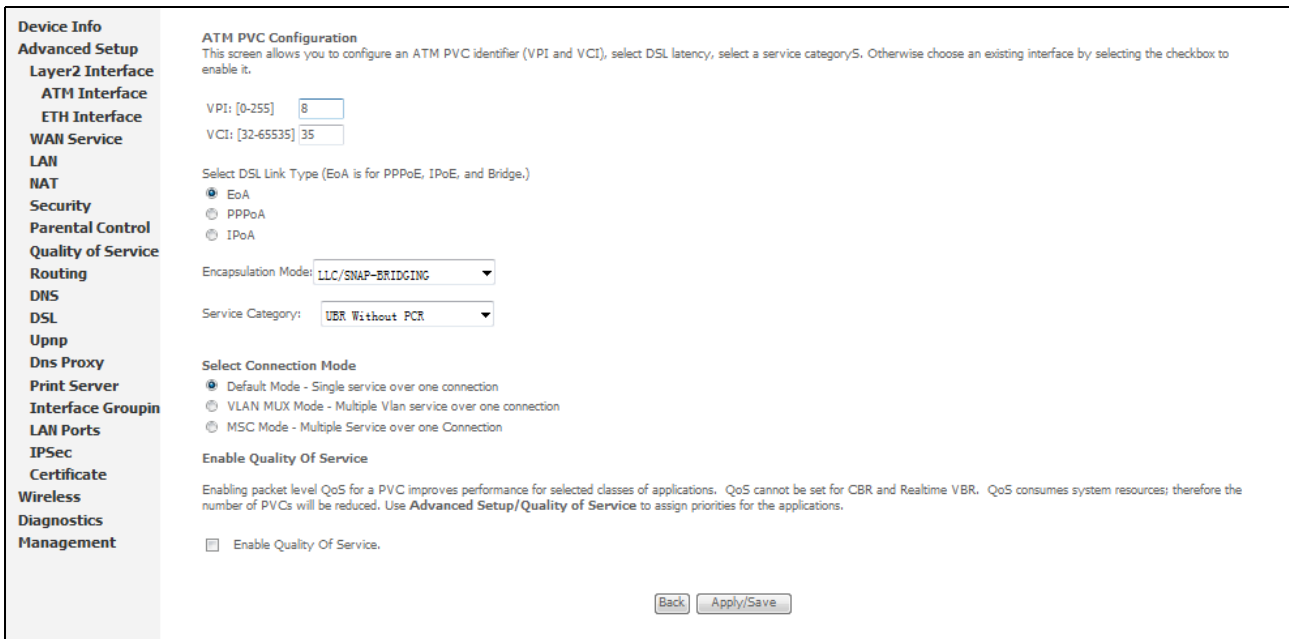 Device Info
Advanced Setup
Layer2 Interface
ATM Interface
ETH Interface
WAN Service
LAN
NAT
Security
Parental Control
Quality of Service
Routing
DNS
DSL
Upnp
Dns Proxy
Print Server
Interface Groupin
LAN Ports
IPSec
Certificate
Wireless
Diagnostics
Management
ATM PVC Configuration
This screen allows you to configure an ATM PVC identifier (VPI and VCI), select DSL latency, select a service categoryS. Otherwise choose an existing interface by selecting the checkbox to
enable it.
VPI: [0-255] 8
VCI: [32-65535] 35
Select DSL Link Type (EoA is for PPPoE, IPoE, and Bridge.)
EoA
PPPoA
IPoA
Encapsulation Mode: LLC/SNAP-BRIDGING
Service Category: UBR Without PCR
Select Connection Mode
Default Mode - Single service over one connection
VLAN MUX Mode - Multiple Vlan service over one connection
MSC Mode - Multiple Service over one Connection
Enable Quality Of Service
Enabling packet level QoS for a PVC improves performance for selected classes of applications. QoS cannot be set for CBR and Realtime VBR. QoS consumes system resources; therefore the
number of PVCs will be reduced. Use Advanced Setup/Quality of Service to assign priorities for the applications.
Enable Quality Of Service.
Back Apply/Save